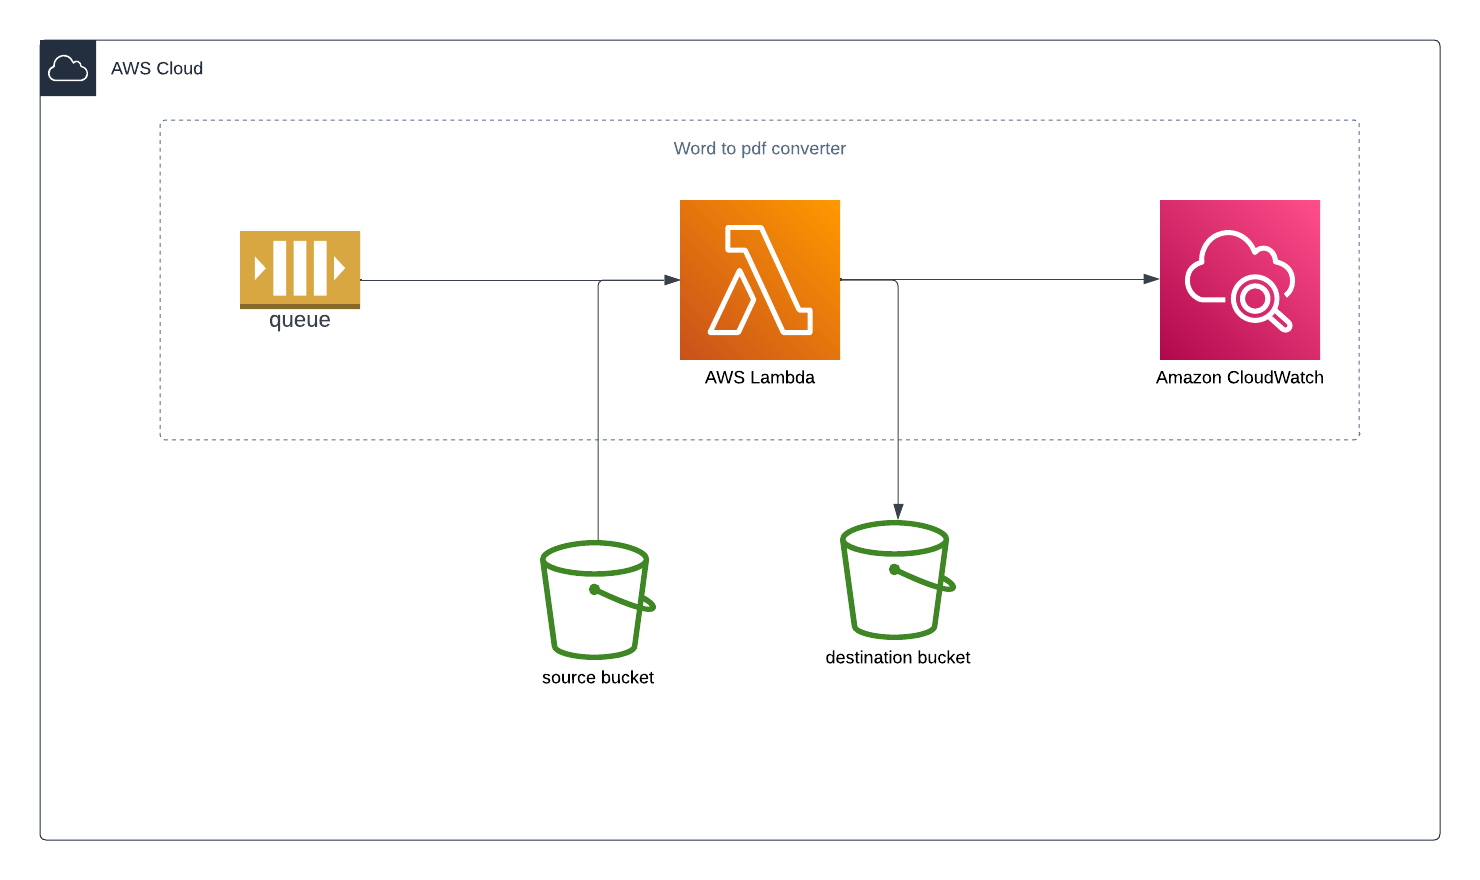 AWS Cloud
Word to pdf converter
queue
AWS Lambda
Amazon CloudWatch
source bucket
destination bucket